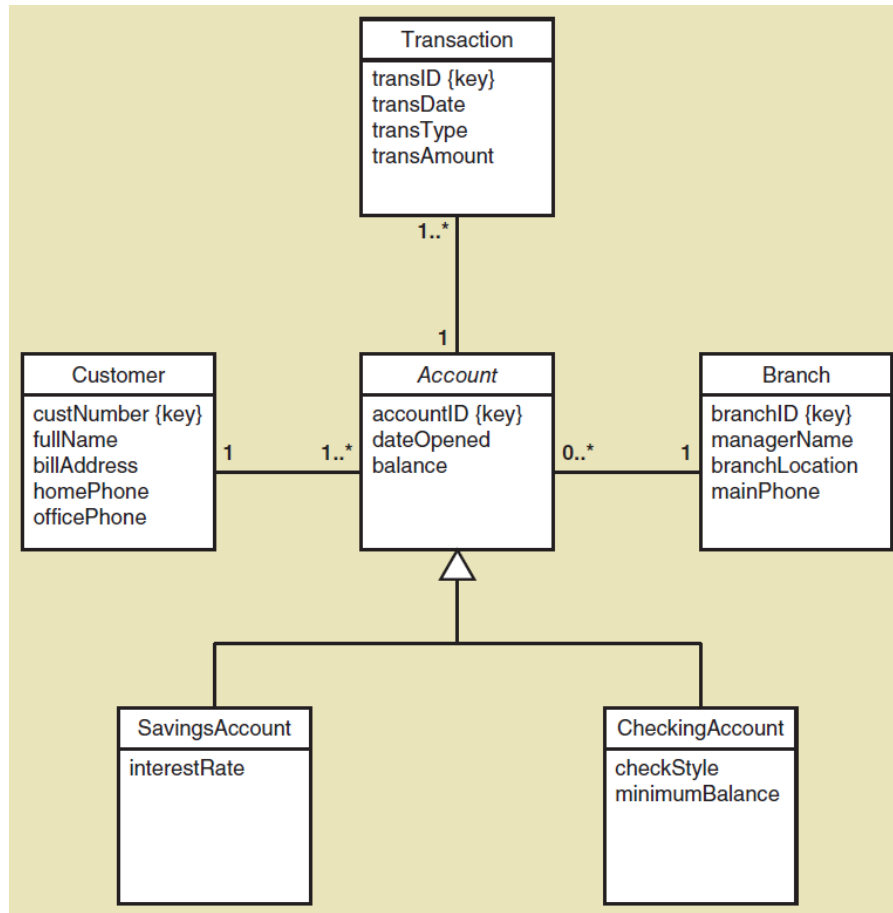 Transaction
transID {key}
transDate
transType
transAmount
1..*
1
Customer
custNumber {key}
fullName
billAddress
homePhone
officePhone
1
1..*
Account
accountID {key}
dateOpened
balance
0..*
1
Branch
branchID {key}
managerName
branchLocation
mainPhone
SavingsAccount
interestRate
CheckingAccount
checkStyle
minimumBalance